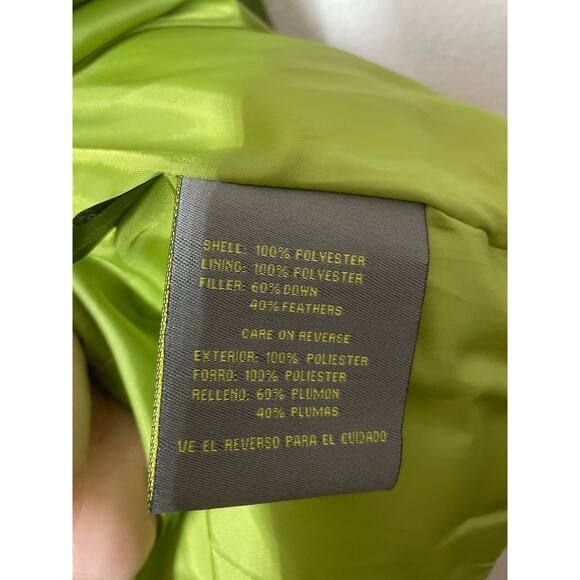 SHELL: 100% POLYESTER
LINING: 100% POLYESTER
FILLER: 60% DOWN
40% FEATHERS
CARE ON REVERSE
EXTERIOR: 100% POLIESTER
FORRO: 100% POLIESTER
RELLENO: 60% PLUMON
40% PLUMAS
VE EL REVERSO PARA EL CUIDADO